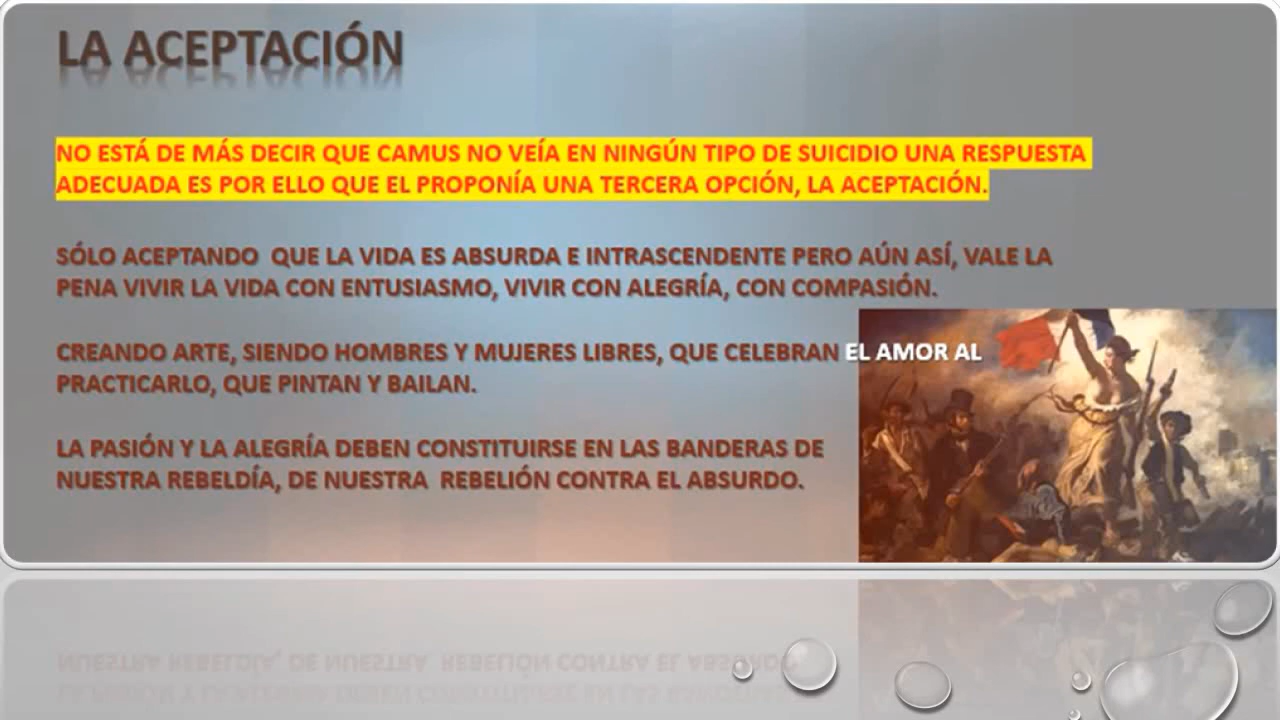 LA ACEPTACIÓN
NO ESTÁ DE MÁS DECIR QUE CAMUS NO VEÍA EN NINGÚN TIPO DE SUICIDIO UNA RESPUESTA
ADECUADA ES POR ELLO QUE EL PROPONÍA UNA TERCERA OPCIÓN, LA ACEPTACIÓN.
SÓLO ACEPTANDO QUE LA VIDA ES ABSURDA E INTRASCENDENTE PERO AÚN ASÍ, VALE LA
PENA VIVIR LA VIDA CON ENTUSIASMO, VIVIR CON ALEGRÍA, CON COMPASIÓN.
CREANDO ARTE, SIENDO HOMBRES Y MUJERES LIBRES, QUE CELEBRAN EL AMOR AL
PRACTICARLO, QUE PINTAN Y BAILAN.
LA PASIÓN Y LA ALEGRÍA DEBEN CONSTITUIRSE EN LAS BANDERAS DE
NUESTRA REBELDÍA, DE NUESTRA REBELIÓN CONTRA EL ABSURDO.